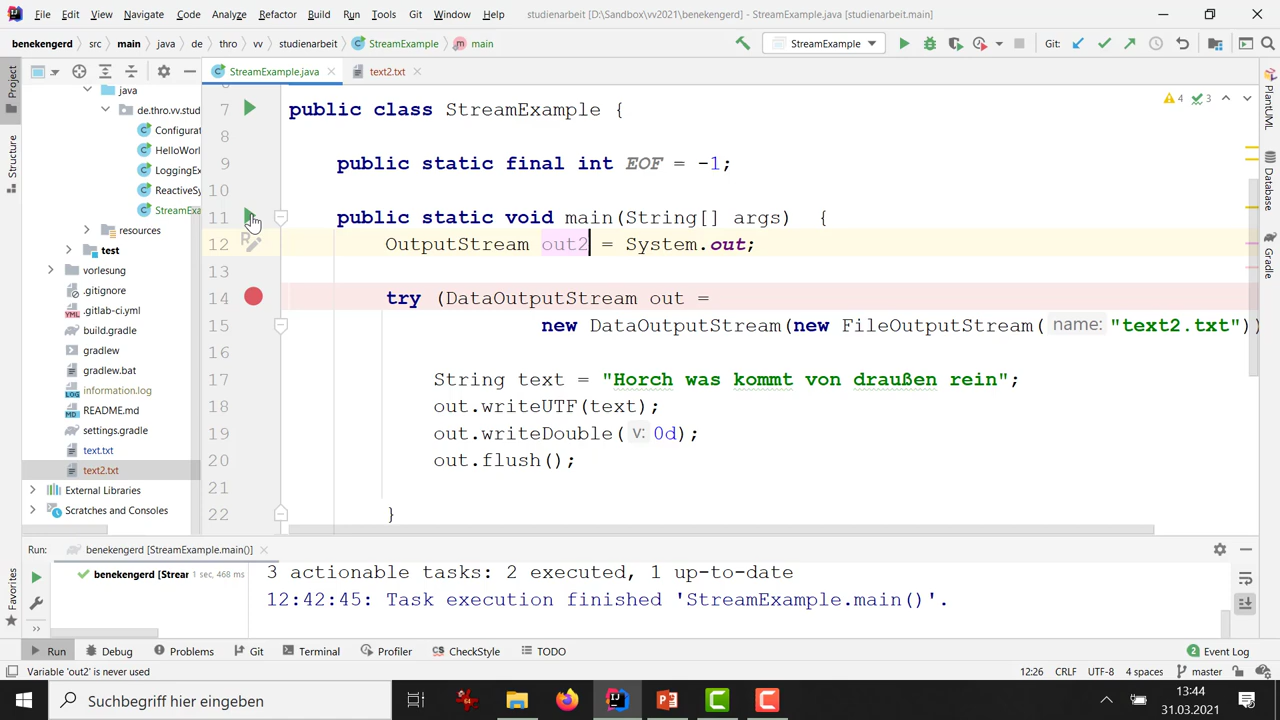 File Edit View Navigate Code Analyze Refactor Build Run Tools Git Window Help studienarbeit [D:\Sandbox\vv2021\benekengerd] - StreamExample.java [studienarbeit.main]
benekengerd src main java de thro vv studienarbeit StreamExample main StreamExample Git:
Project StreamExample.java text2.txt
java
de.thro.vv.stud
Configurat
HelloWorl
LoggingEx
ReactiveSy
StreamExa
resources
test
vorlesung
.gitignore
.gitlab-ci.yml
build.gradle
gradlew
gradlew.bat
information.log
README.md
settings.gradle
text.txt
text2.txt
External Libraries
Scratches and Consoles
Structure
Favorites
4 3
7 public class StreamExample {
8
9 public static final int EOF = -1;
10
11 public static void main(String[] args) {
12 OutputStream out2 = System.out;
13
14 try (DataOutputStream out =
15 new DataOutputStream(new FileOutputStream( name: "text2.txt"))
16
17 String text = "Horch was kommt von draußen rein";
18 out.writeUTF(text);
19 out.writeDouble( v: 0d);
20 out.flush();
21
22 }
PlantUML
Database
Gradle
Run: benekengerd [StreamExample.main()]
benekengerd [Strear 1 sec, 468 ms
3 actionable tasks: 2 executed, 1 up-to-date
12:42:45: Task execution finished 'StreamExample.main()'.
Run Debug Problems Git Terminal Profiler CheckStyle TODO 2 Event Log
Variable 'out2' is never used 12:26 CRLF UTF-8 4 spaces master
Suchbegriff hier eingeben
13:44
31.03.2021